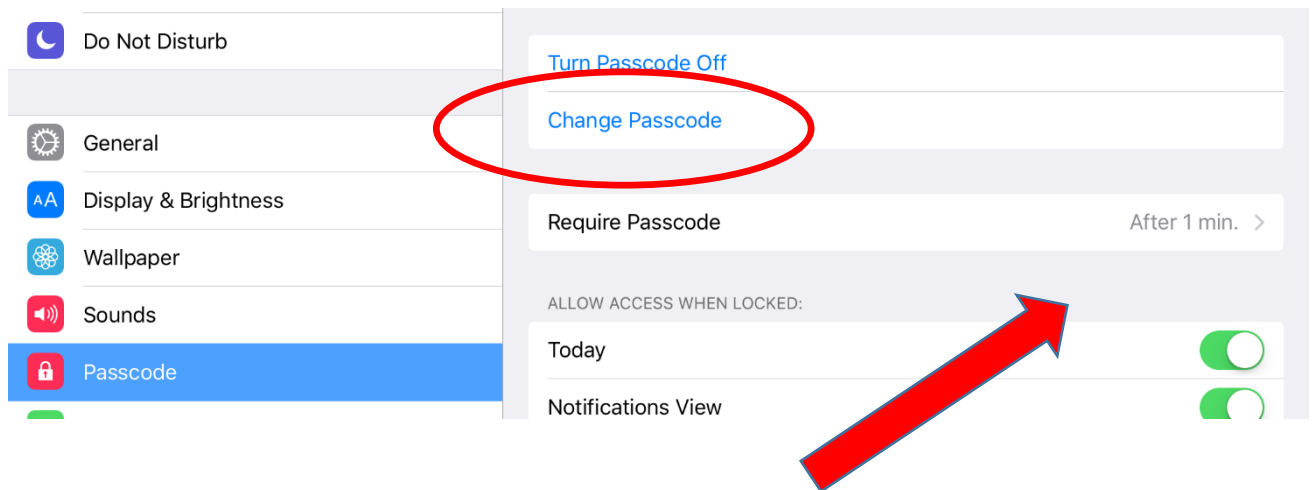 Do Not Disturb
General
AA Display & Brightness
Wallpaper
Sounds
Passcode
Turn Passcode Off
Change Passcode
Require Passcode After 1 min.
ALLOW ACCESS WHEN LOCKED:
Today
Notifications View